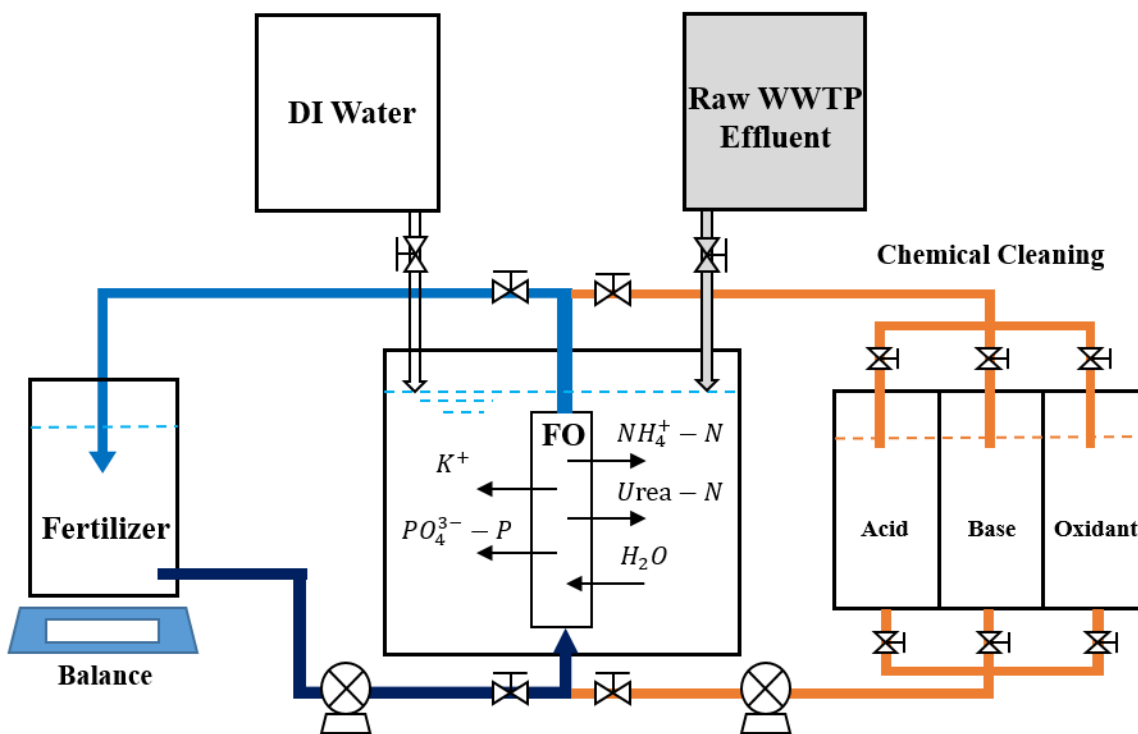 DI Water
Raw WWTP
Effluent
Chemical Cleaning
FO
NH₄⁺ − N
K⁺
Urea − N
PO₄³⁻ − P
H₂O
Fertilizer
Acid
Base
Oxidant
Balance